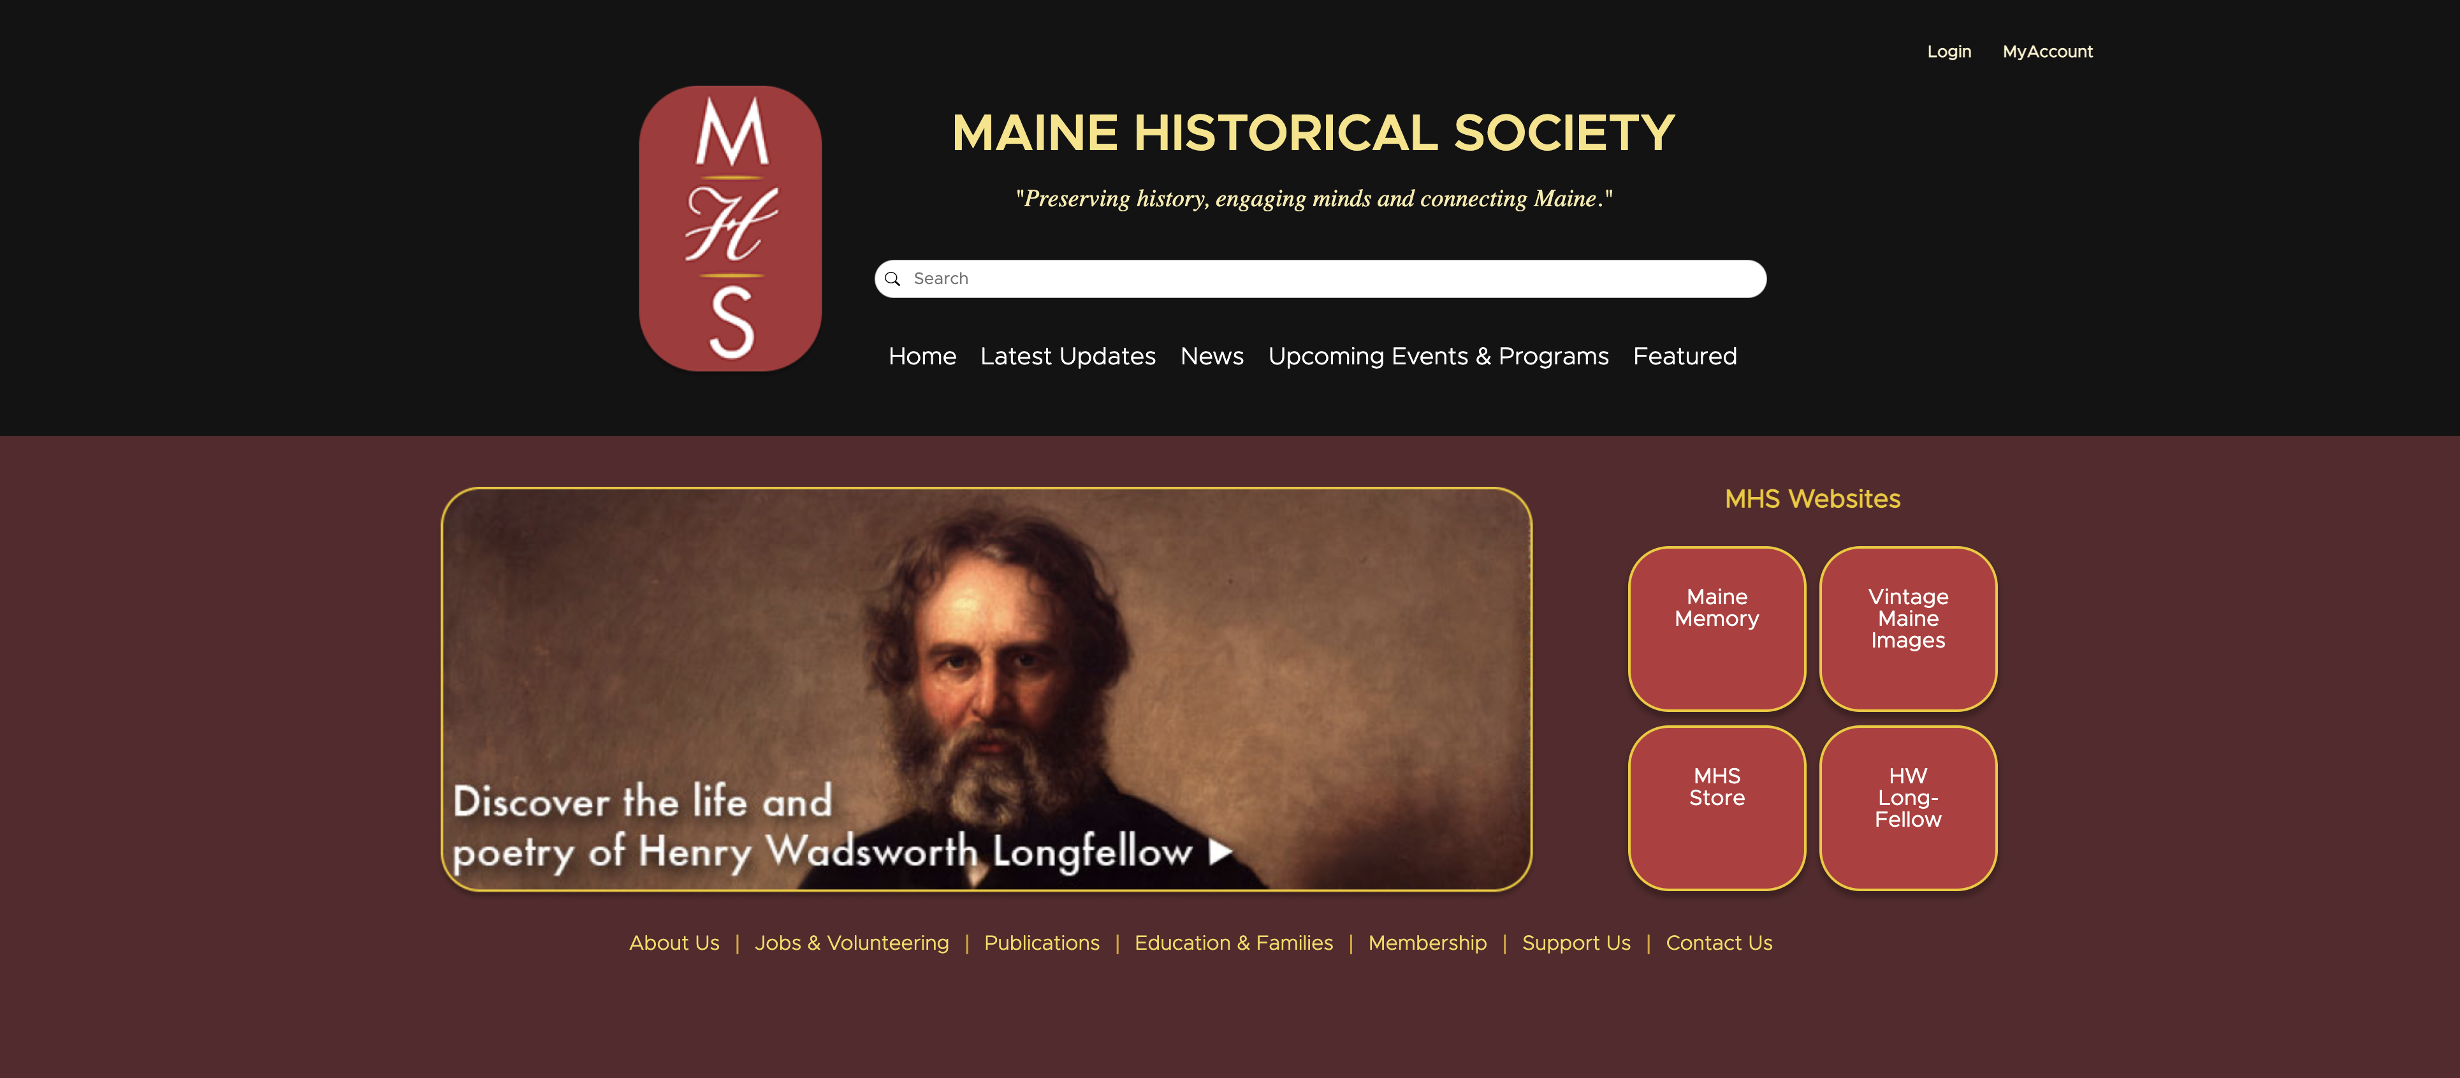 Login MyAccount
M
H
S
MAINE HISTORICAL SOCIETY
"Preserving history, engaging minds and connecting Maine."
Search
Home Latest Updates News Upcoming Events & Programs Featured
Discover the life and
poetry of Henry Wadsworth Longfellow ▶
MHS Websites
Maine
Memory
Vintage
Maine
Images
MHS
Store
HW
Long-
Fellow
About Us | Jobs & Volunteering | Publications | Education & Families | Membership | Support Us | Contact Us